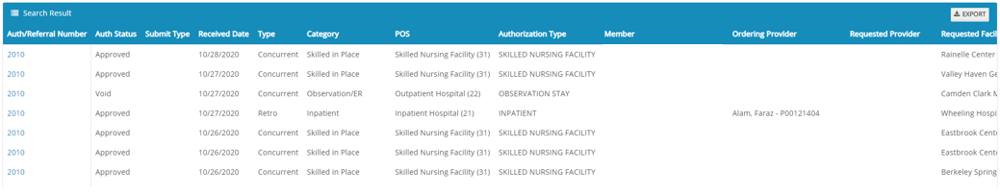 Search Result
EXPORT
Auth/Referral Number Auth Status Submit Type Received Date Type Category POS Authorization Type Member Ordering Provider Requested Provider Requested Facil
2010 Approved 10/28/2020 Concurrent Skilled in Place Skilled Nursing Facility (31) SKILLED NURSING FACILITY Rainelle Center
2010 Approved 10/27/2020 Concurrent Skilled in Place Skilled Nursing Facility (31) SKILLED NURSING FACILITY Valley Haven Ge
2010 Void 10/27/2020 Concurrent Observation/ER Outpatient Hospital (22) OBSERVATION STAY Camden Clark M
2010 Approved 10/27/2020 Retro Inpatient Inpatient Hospital (21) INPATIENT Alam, Faraz - P00121404 Wheeling Hospi
2010 Approved 10/26/2020 Concurrent Skilled in Place Skilled Nursing Facility (31) SKILLED NURSING FACILITY Eastbrook Cente
2010 Approved 10/26/2020 Concurrent Skilled in Place Skilled Nursing Facility (31) SKILLED NURSING FACILITY Eastbrook Cente
2010 Approved 10/26/2020 Concurrent Skilled in Place Skilled Nursing Facility (31) SKILLED NURSING FACILITY Berkeley Spring